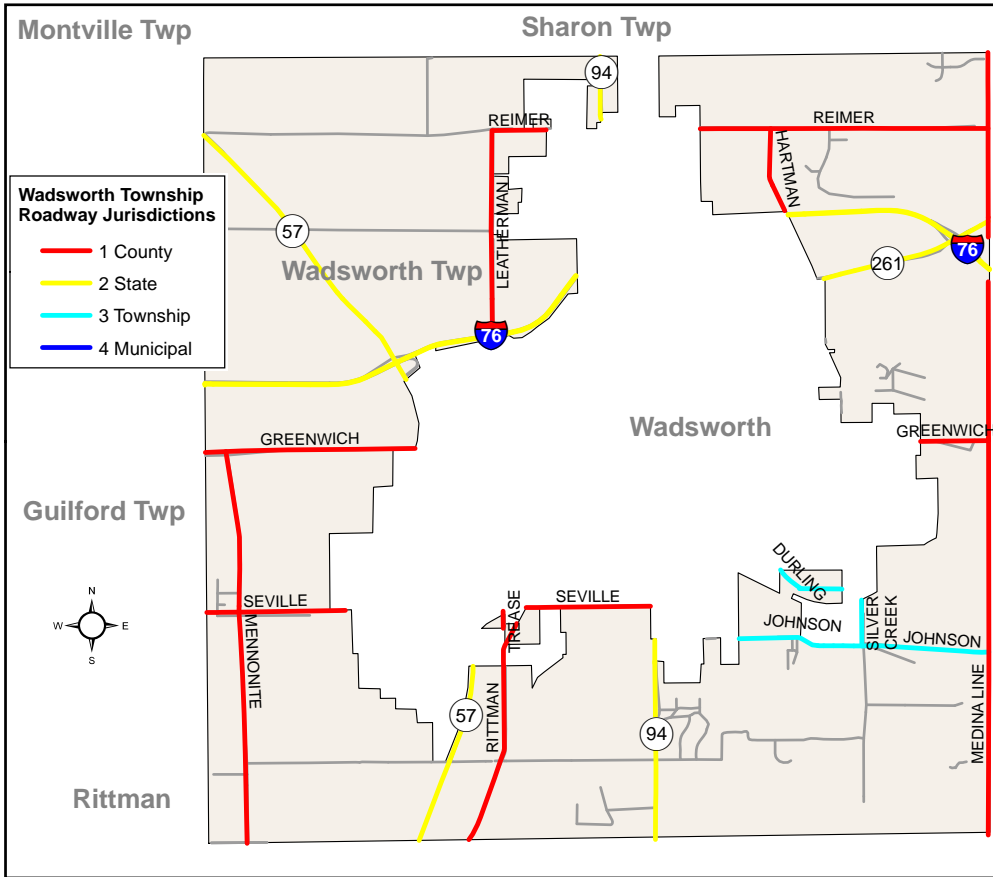 Montville Twp
Sharon Twp
94
REIMER
REIMER
HARTMAN
Wadsworth Township
Roadway Jurisdictions
1 County
2 State
3 Township
4 Municipal
57
LEATHERMAN
Wadsworth Twp
76
261
76
Wadsworth
GREENWICH
GREENWICH
Guilford Twp
N
W
E
S
SEVILLE
MENNONITE
TREASE
SEVILLE
DURLING
JOHNSON
SILVER
CREEK
JOHNSON
MEDINA LINE
RITTMAN
57
94
Rittman